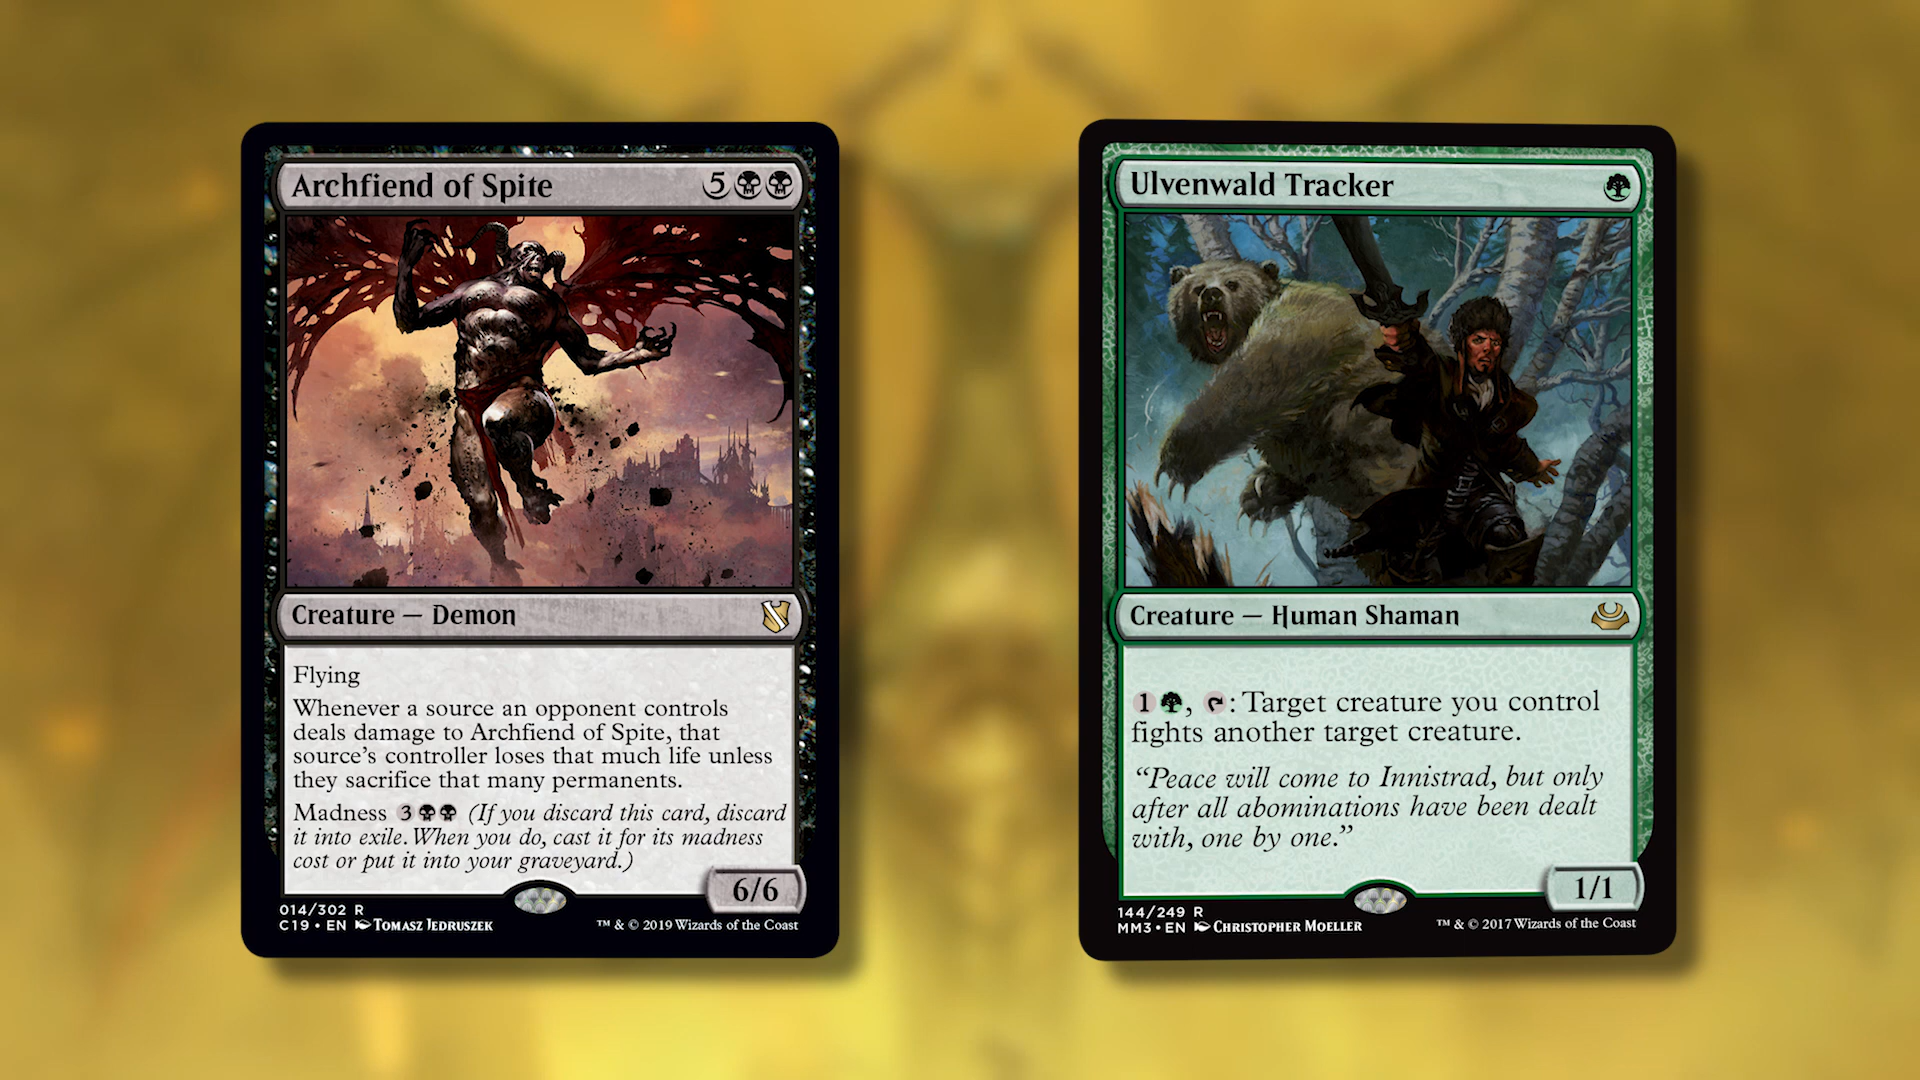 Archfiend of Spite 5
Creature — Demon
Flying
Whenever a source an opponent controls
deals damage to Archfiend of Spite, that
source's controller loses that much life unless
they sacrifice that many permanents.
Madness 3 (If you discard this card, discard
it into exile. When you do, cast it for its madness
cost or put it into your graveyard.)
6/6
014/302 R
C19 • EN Tomasz Jedruszek
™ & © 2019 Wizards of the Coast
Ulvenwald Tracker
Creature — Human Shaman
1, : Target creature you control
fights another target creature.
“Peace will come to Innistrad, but only
after all abominations have been dealt
with, one by one.”
1/1
144/249 R
MM3 • EN Christopher Moeller
™ & © 2017 Wizards of the Coast